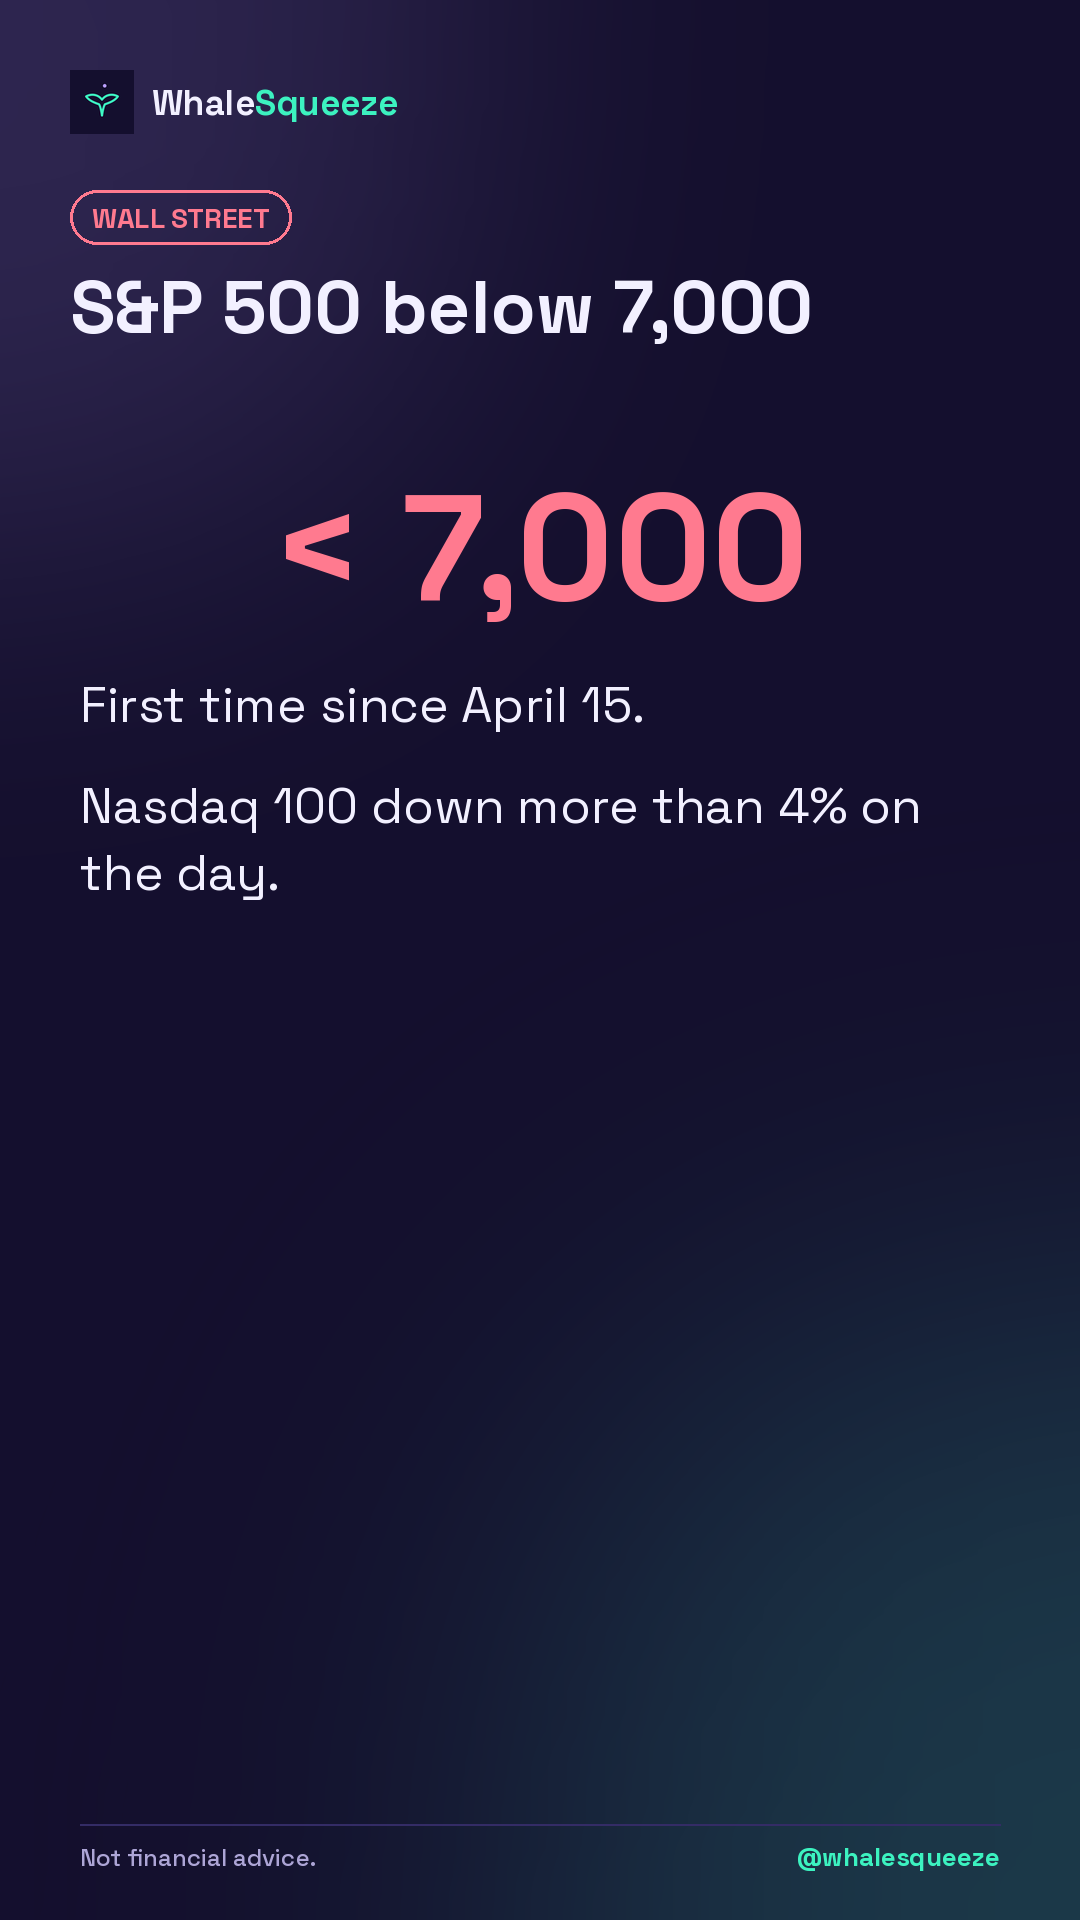 WhaleSqueeze
WALL STREET
S&P 500 below 7,000
< 7,000
First time since April 15.
Nasdaq 100 down more than 4% on
the day.
Not financial advice.
@whalesqueeze